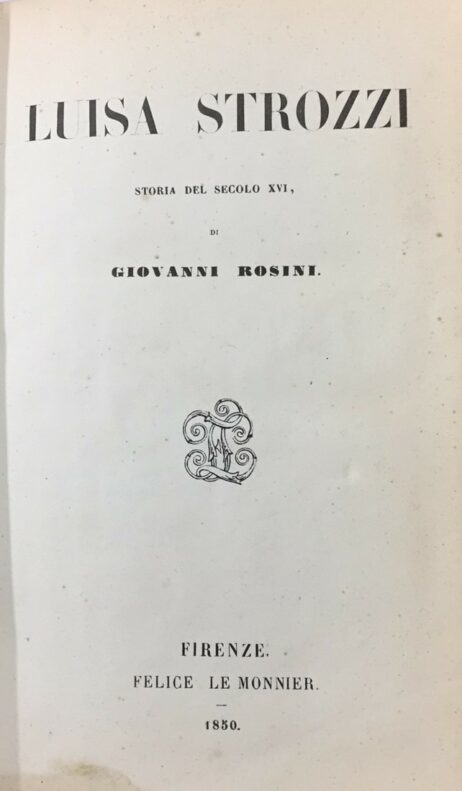 LUISA STROZZI
STORIA DEL SECOLO XVI,
DI
GIOVANNI ROSINI.
FIRENZE.
FELICE LE MONNIER.
—
1850.